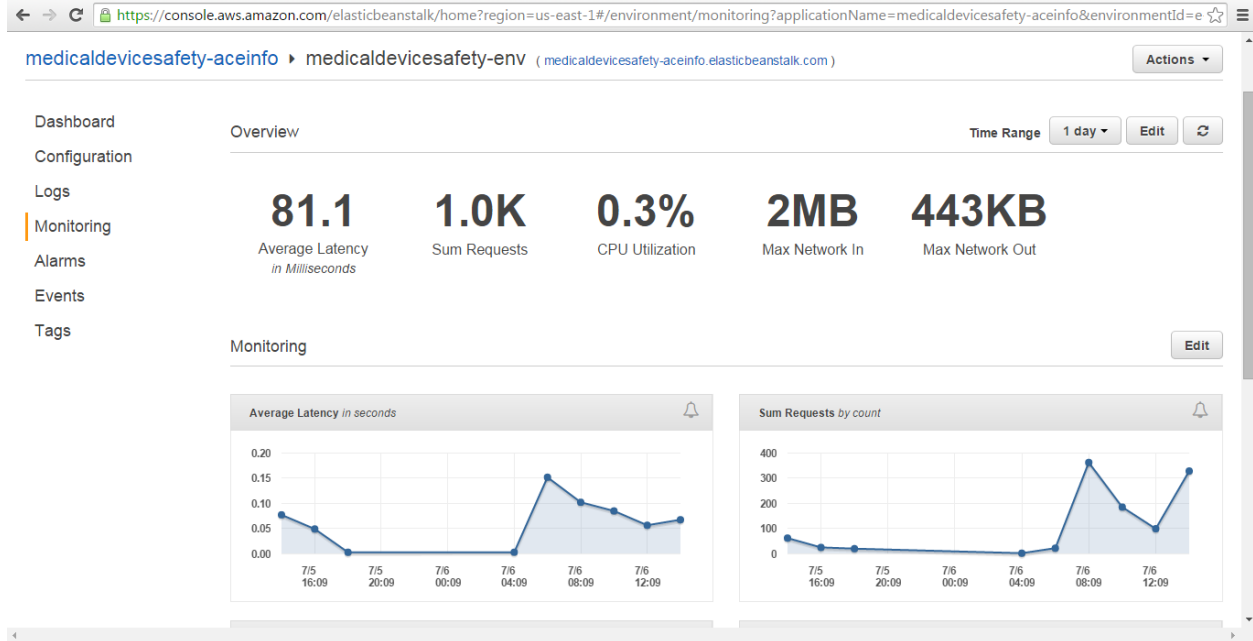 https://console.aws.amazon.com/elasticbeanstalk/home?region=us-east-1#/environment/monitoring?applicationName=medicaldevicesafety-aceinfo&environmentId=e
medicaldevicesafety-aceinfo medicaldevicesafety-env ( medicaldevicesafety-aceinfo.elasticbeanstalk.com )
Actions
Dashboard
Configuration
Logs
Monitoring
Alarms
Events
Tags
Overview
Time Range 1 day Edit
81.1 1.0K 0.3% 2MB 443KB
Average Latency Sum Requests CPU Utilization Max Network In Max Network Out
in Milliseconds
Monitoring
Edit
Average Latency in seconds
0.20
0.15
0.10
0.05
0.00
7/5 7/5 7/6 7/6 7/6 7/6
16:09 20:09 00:09 04:09 08:09 12:09
Sum Requests by count
400
300
200
100
0
7/5 7/5 7/6 7/6 7/6 7/6
16:09 20:09 00:09 04:09 08:09 12:09